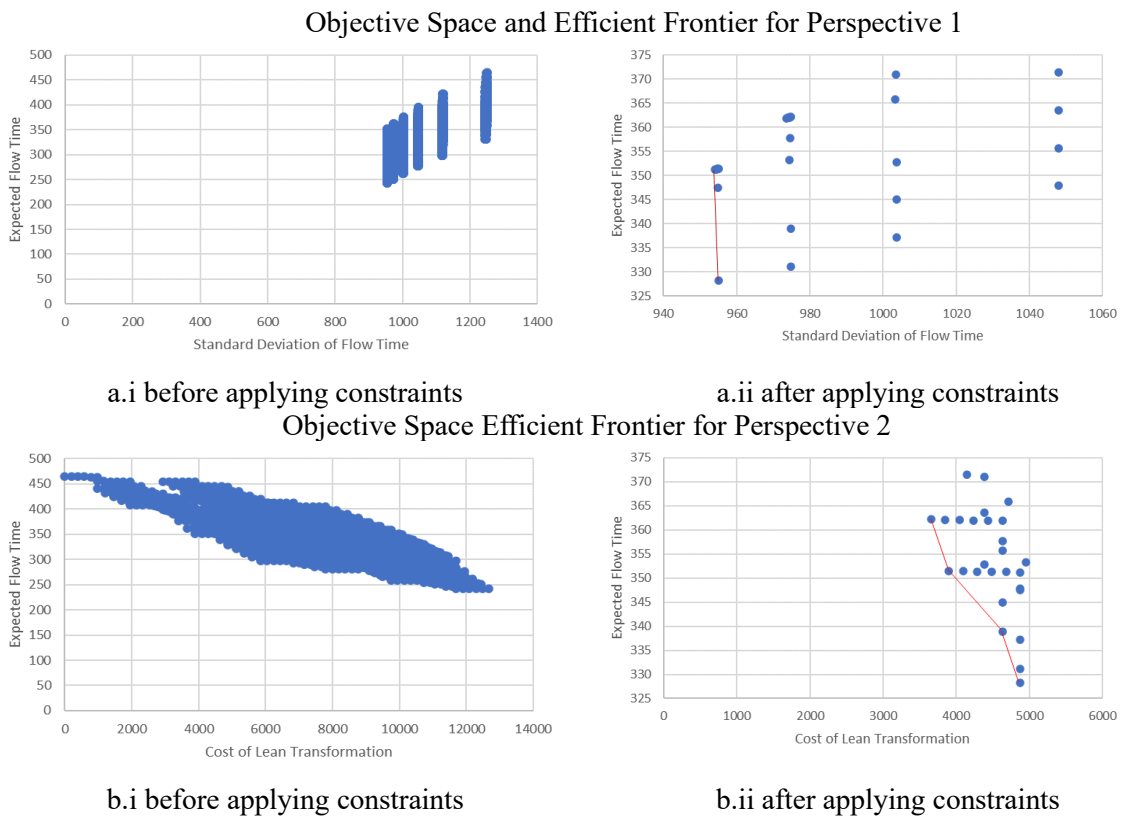 Objective Space and Efficient Frontier for Perspective 1
500
450
400
350
300
250
200
150
100
50
0
Expected Flow Time
0 200 400 600 800 1000 1200 1400
Standard Deviation of Flow Time
375
370
365
360
355
350
345
340
335
330
325
Expected Flow Time
940 960 980 1000 1020 1040 1060
Standard Deviation of Flow Time
a.i before applying constraints
a.ii after applying constraints
Objective Space Efficient Frontier for Perspective 2
500
450
400
350
300
250
200
150
100
50
0
Expected Flow Time
0 2000 4000 6000 8000 10000 12000 14000
Cost of Lean Transformation
375
370
365
360
355
350
345
340
335
330
325
Expected Flow Time
0 1000 2000 3000 4000 5000 6000
Cost of Lean Transformation
b.i before applying constraints
b.ii after applying constraints